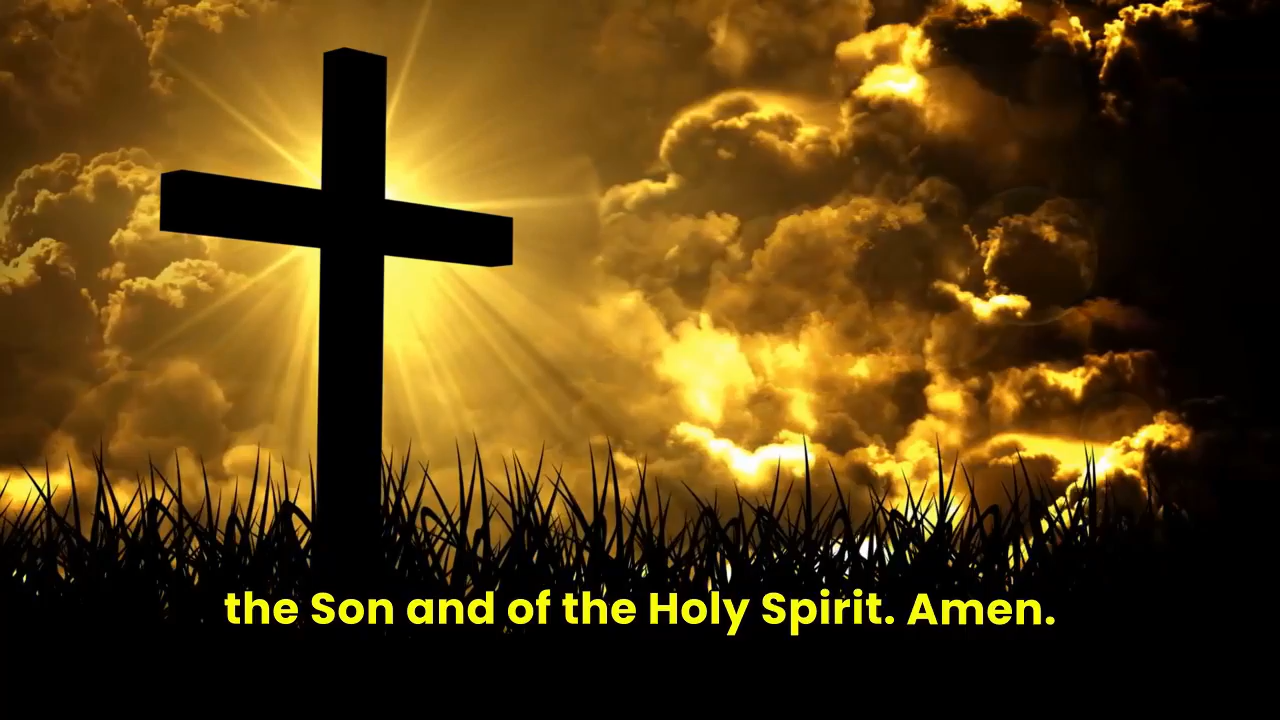 the Son and of the Holy Spirit. Amen.